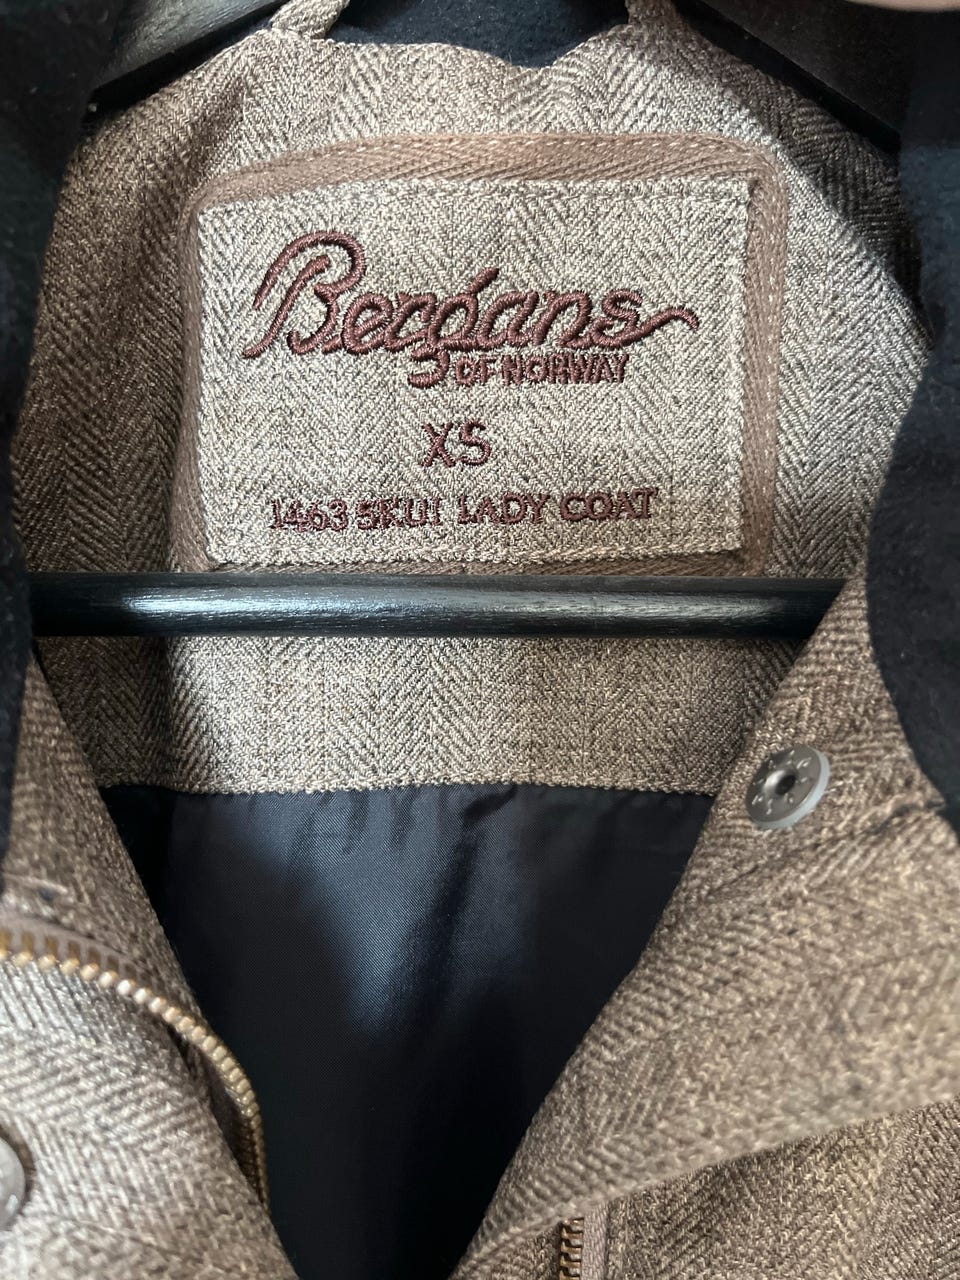 Bergans
OF NORWAY
XS
1463 SKUI LADY COAT